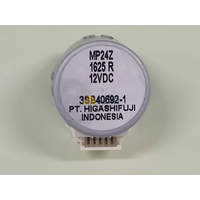 MP24Z
1625 R
12VDC
3SB40692-1
PT. HIGASHIFUJI
INDONESIA